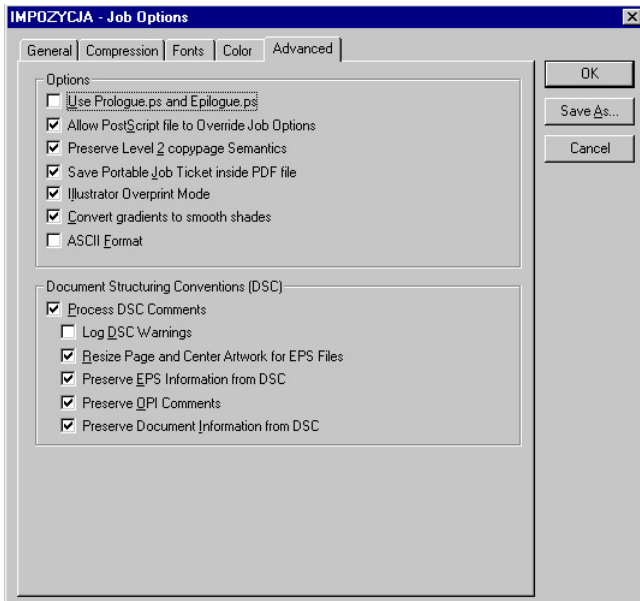 IMPOZYCJA - Job Options
General Compression Fonts Color Advanced
Options
Use Prologue.ps and Epilogue.ps
Allow PostScript file to Override Job Options
Preserve Level 2 copypage Semantics
Save Portable Job Ticket inside PDF file
Illustrator Overprint Mode
Convert gradients to smooth shades
ASCII Format
Document Structuring Conventions (DSC)
Process DSC Comments
Log DSC Warnings
Resize Page and Center Artwork for EPS Files
Preserve EPS Information from DSC
Preserve OPI Comments
Preserve Document Information from DSC
OK
Save As...
Cancel